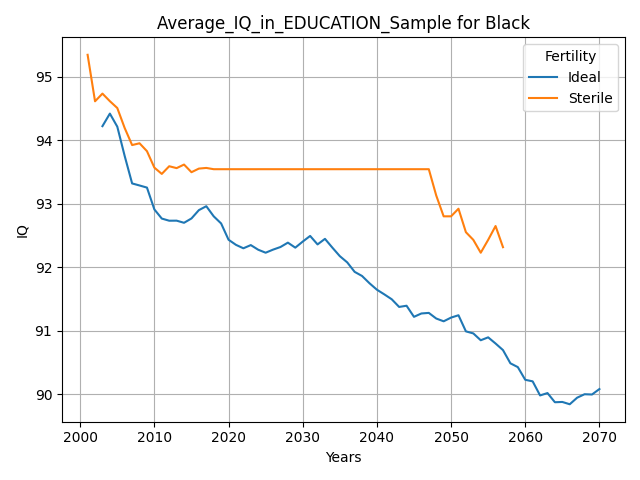 Average_IQ_in_EDUCATION_Sample for Black
Fertility
Ideal
Sterile
IQ
95
94
93
92
91
90
2000 2010 2020 2030 2040 2050 2060 2070
Years